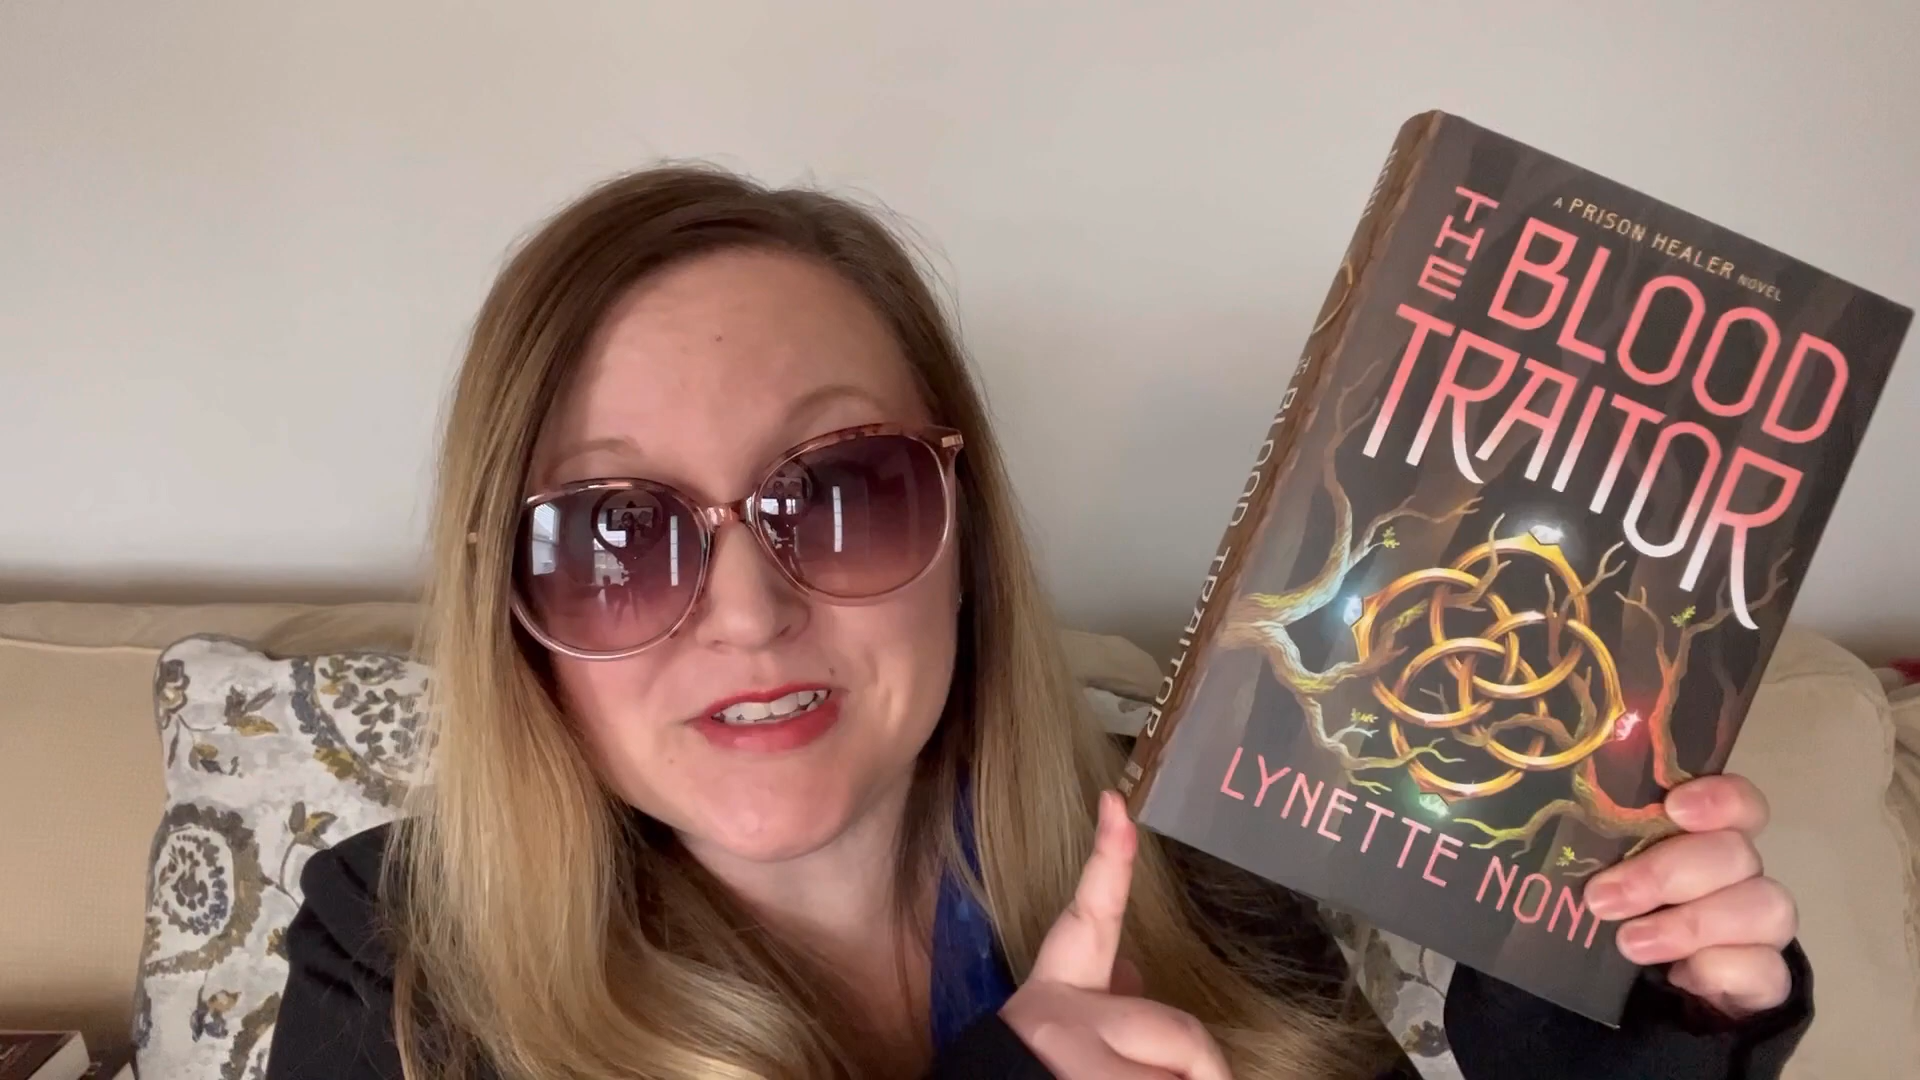 A PRISON HEALER NOVEL
THE BLOOD
TRAITOR
LYNETTE NONI
THE BLOOD TRAITOR